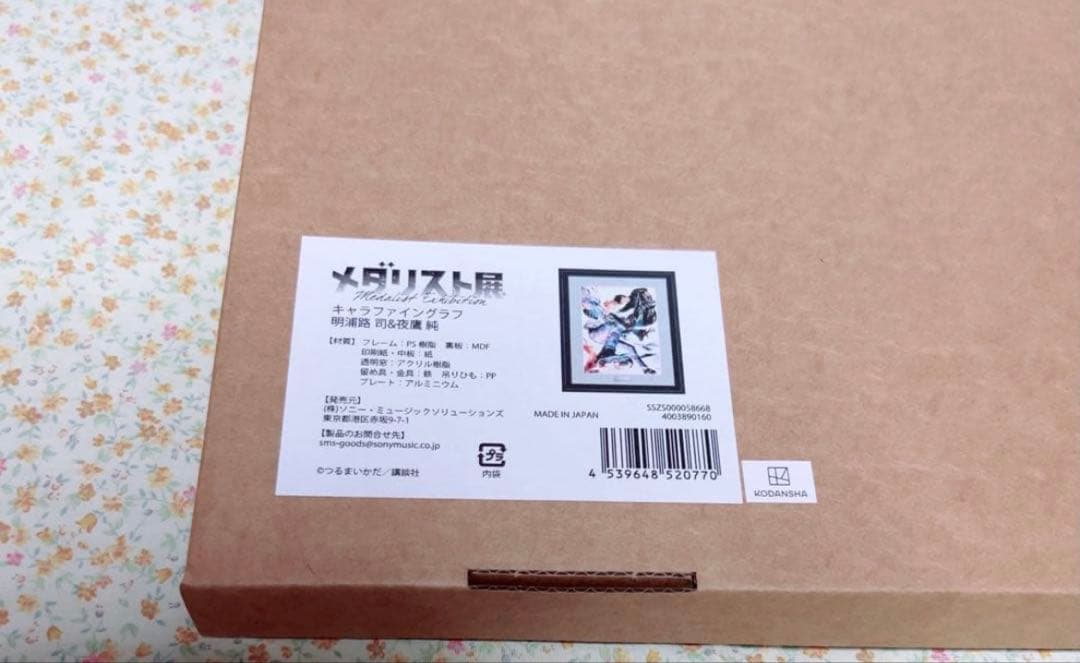 メダリスト展
Medalist Exhibition
キャラファイングラフ
明浦路 司&夜鷹 純
【材質】フレーム:PS樹脂 裏板:MDF
印刷紙・中板:紙
透明窓:アクリル樹脂
留め具・金具:鉄 吊りひも:PP
プレート:アルミニウム
【発売元】
(株)ソニー・ミュージックソリューションズ
東京都港区赤坂9-7-1
【製品のお問合せ先】
sms-goods@sonymusic.co.jp
©つるまいかだ/講談社
プラ
内袋
MADE IN JAPAN
SSZS000058668
4003890160
4 539648 520770
KODANSHA